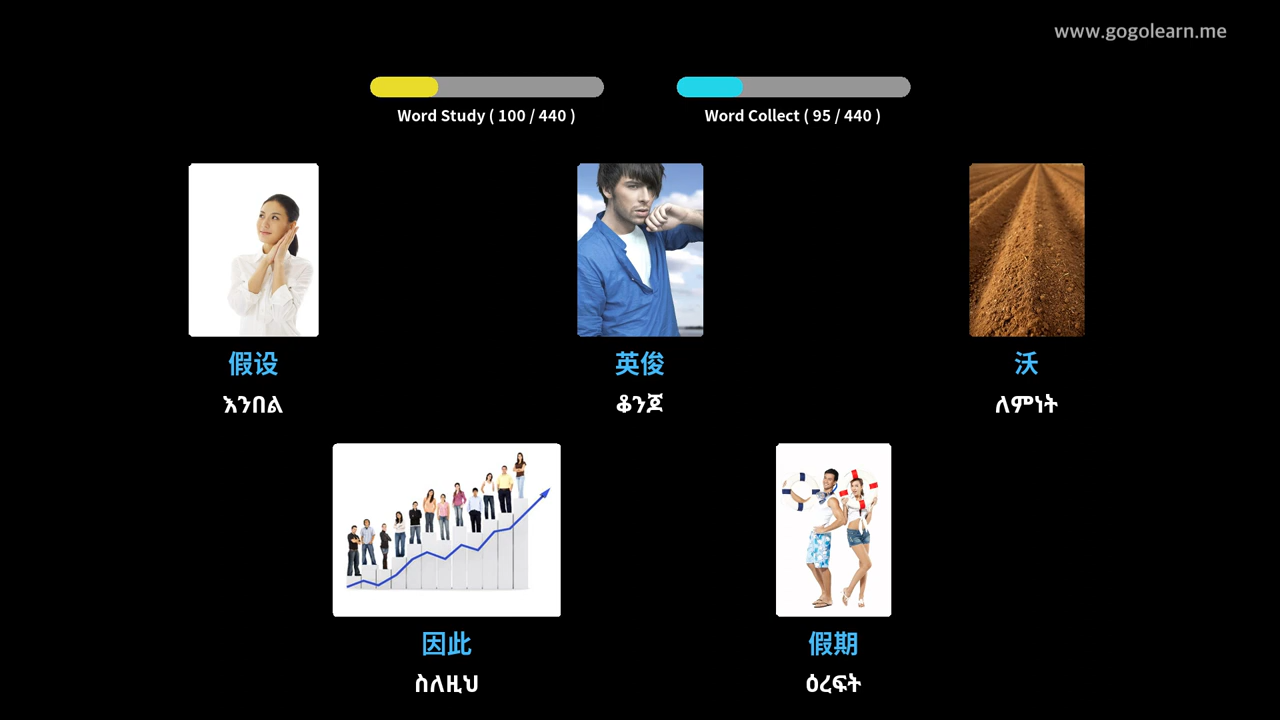 www.gogolearn.me
Word Study ( 100 / 440 )
Word Collect ( 95 / 440 )
假设
英俊
沃
እንበል
ቆንጆ
ለምነት
因此
假期
ስለዚህ
ዕረፍት